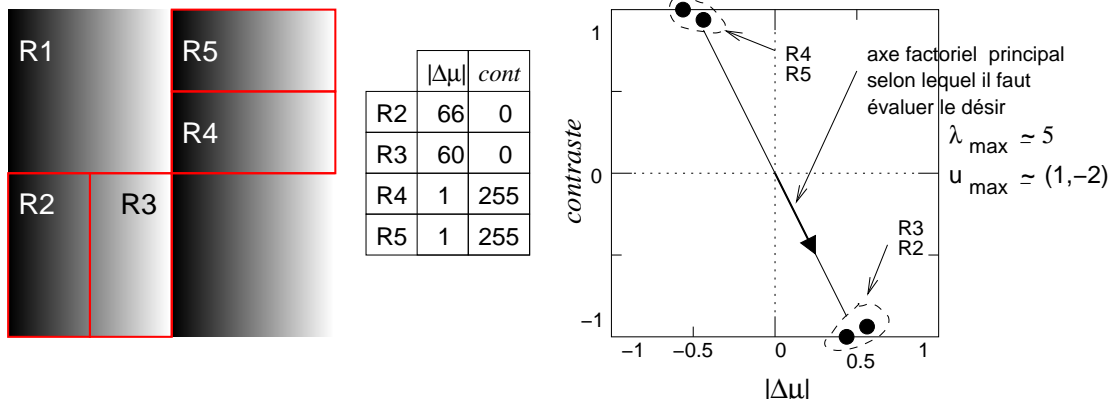 R1
R5
R4
R2 R3
|Δμ| cont
R2 66 0
R3 60 0
R4 1 255
R5 1 255
contraste
1
0
−1
−1 −0.5 0 0.5 1
|Δμ|
R4
R5
axe factoriel principal
selon lequel il faut
évaluer le désir
λ max ≃ 5
u max ≃ (1,−2)
R3
R2